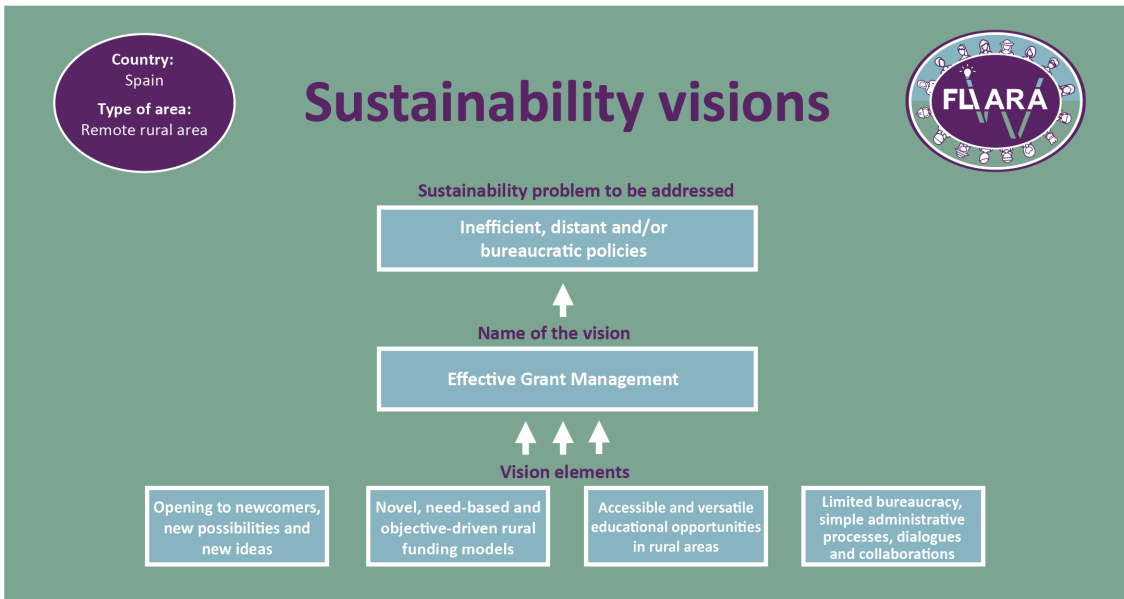 Country:
Spain
Type of area:
Remote rural area
Sustainability visions
FLIARA
Sustainability problem to be addressed
Inefficient, distant and/or
bureaucratic policies
Name of the vision
Effective Grant Management
Vision elements
Opening to newcomers,
new possibilities and
new ideas
Novel, need-based and
objective-driven rural
funding models
Accessible and versatile
educational opportunities
in rural areas
Limited bureaucracy,
simple administrative
processes, dialogues
and collaborations